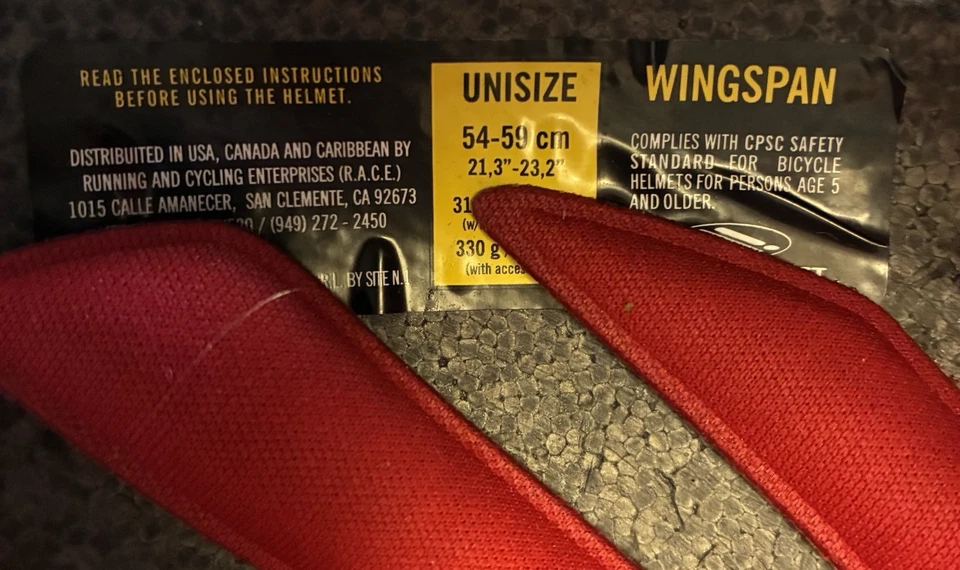 READ THE ENCLOSED INSTRUCTIONS
BEFORE USING THE HELMET.
DISTRIBUITED IN USA, CANADA AND CARIBBEAN BY
RUNNING AND CYCLING ENTERPRISES (R.A.C.E.)
1015 CALLE AMANECER, SAN CLEMENTE, CA 92673
/ (949) 272 - 2450
BY SITE
UNISIZE
54-59 cm
21,3”-23,2”
330 g
(with
WINGSPAN
COMPLIES WITH CPSC SAFETY
STANDARD FOR BICYCLE
HELMETS FOR PERSONS AGE 5
AND OLDER.